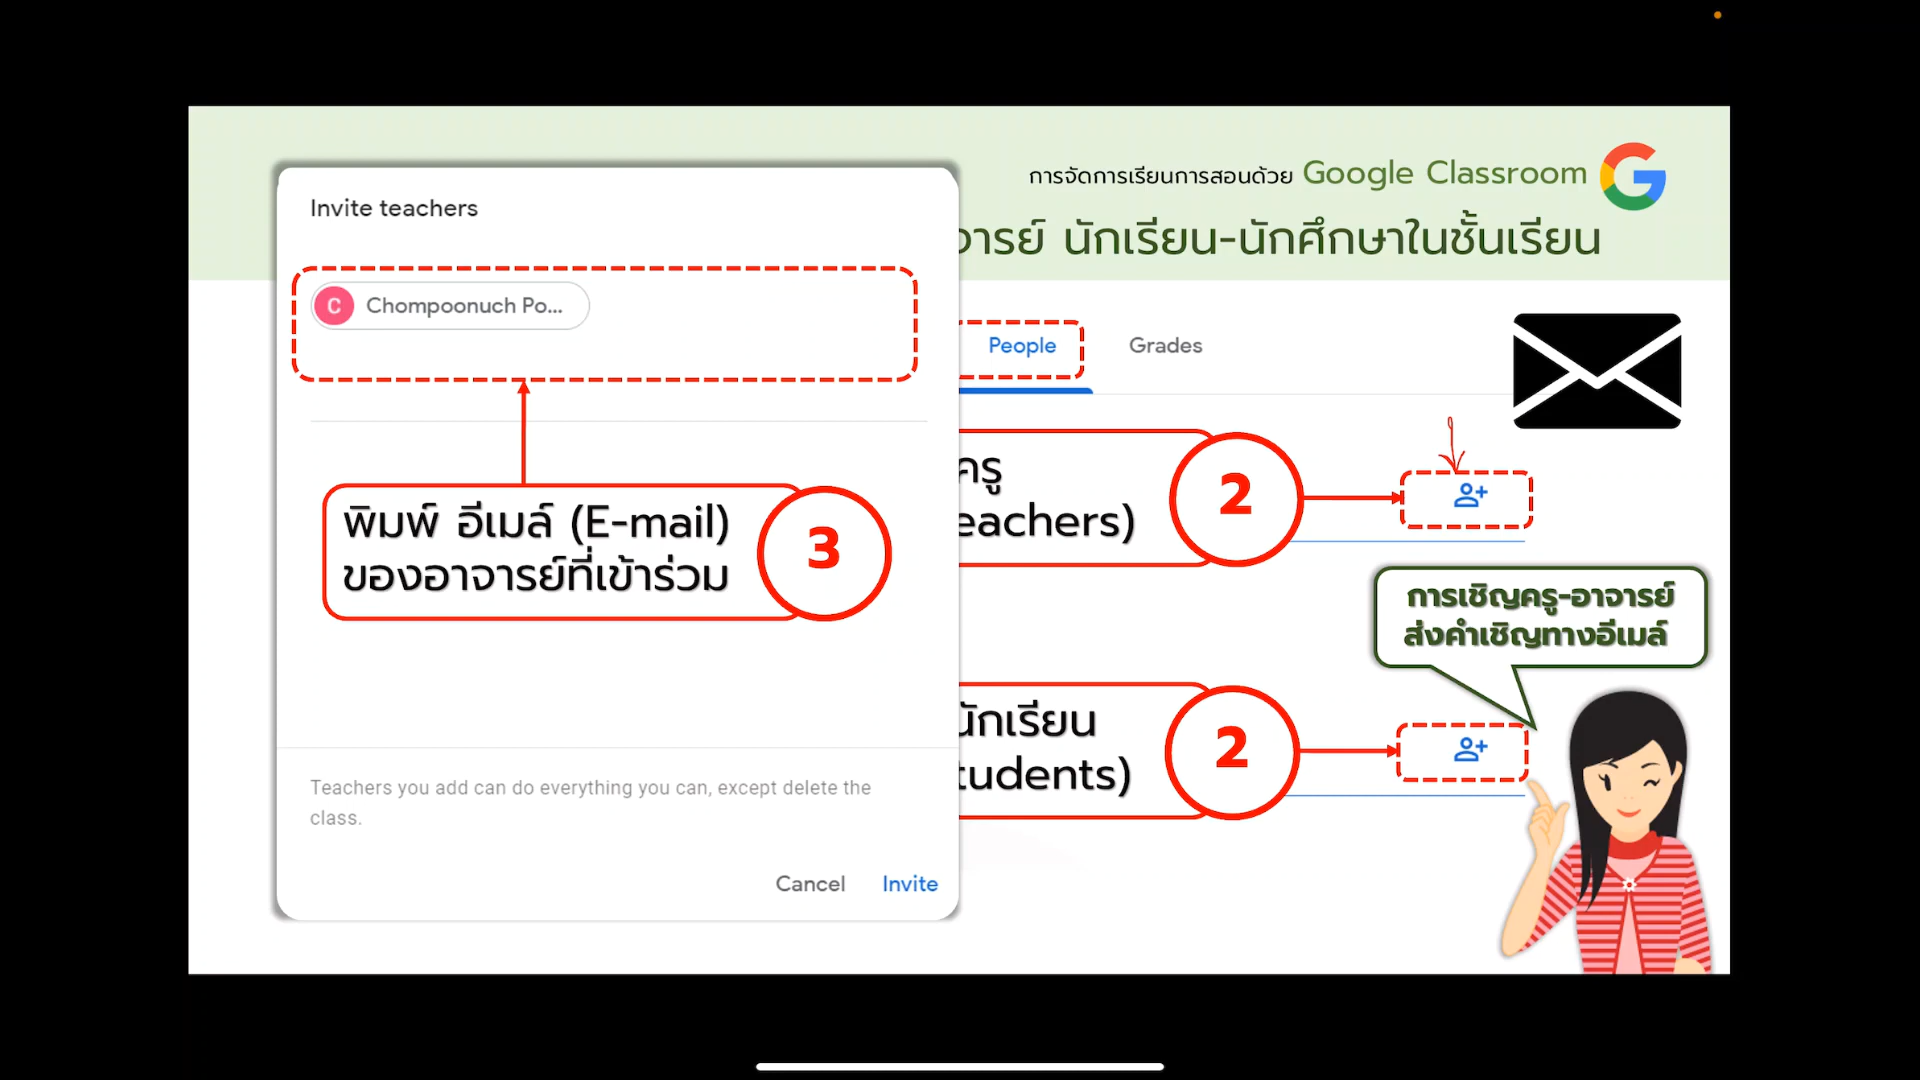 การจัดการเรียนการสอนด้วย Google Classroom
จารย์ นักเรียน-นักศึกษาในชั้นเรียน
Invite teachers
C Chompoonuch Po...
พิมพ์ อีเมล์ (E-mail)
ของอาจารย์ที่เข้าร่วม
3
Teachers you add can do everything you can, except delete the
class.
Cancel Invite
People Grades
ครู
eachers)
2
นักเรียน
tudents)
2
การเชิญครู-อาจารย์
ส่งคำเชิญทางอีเมล์